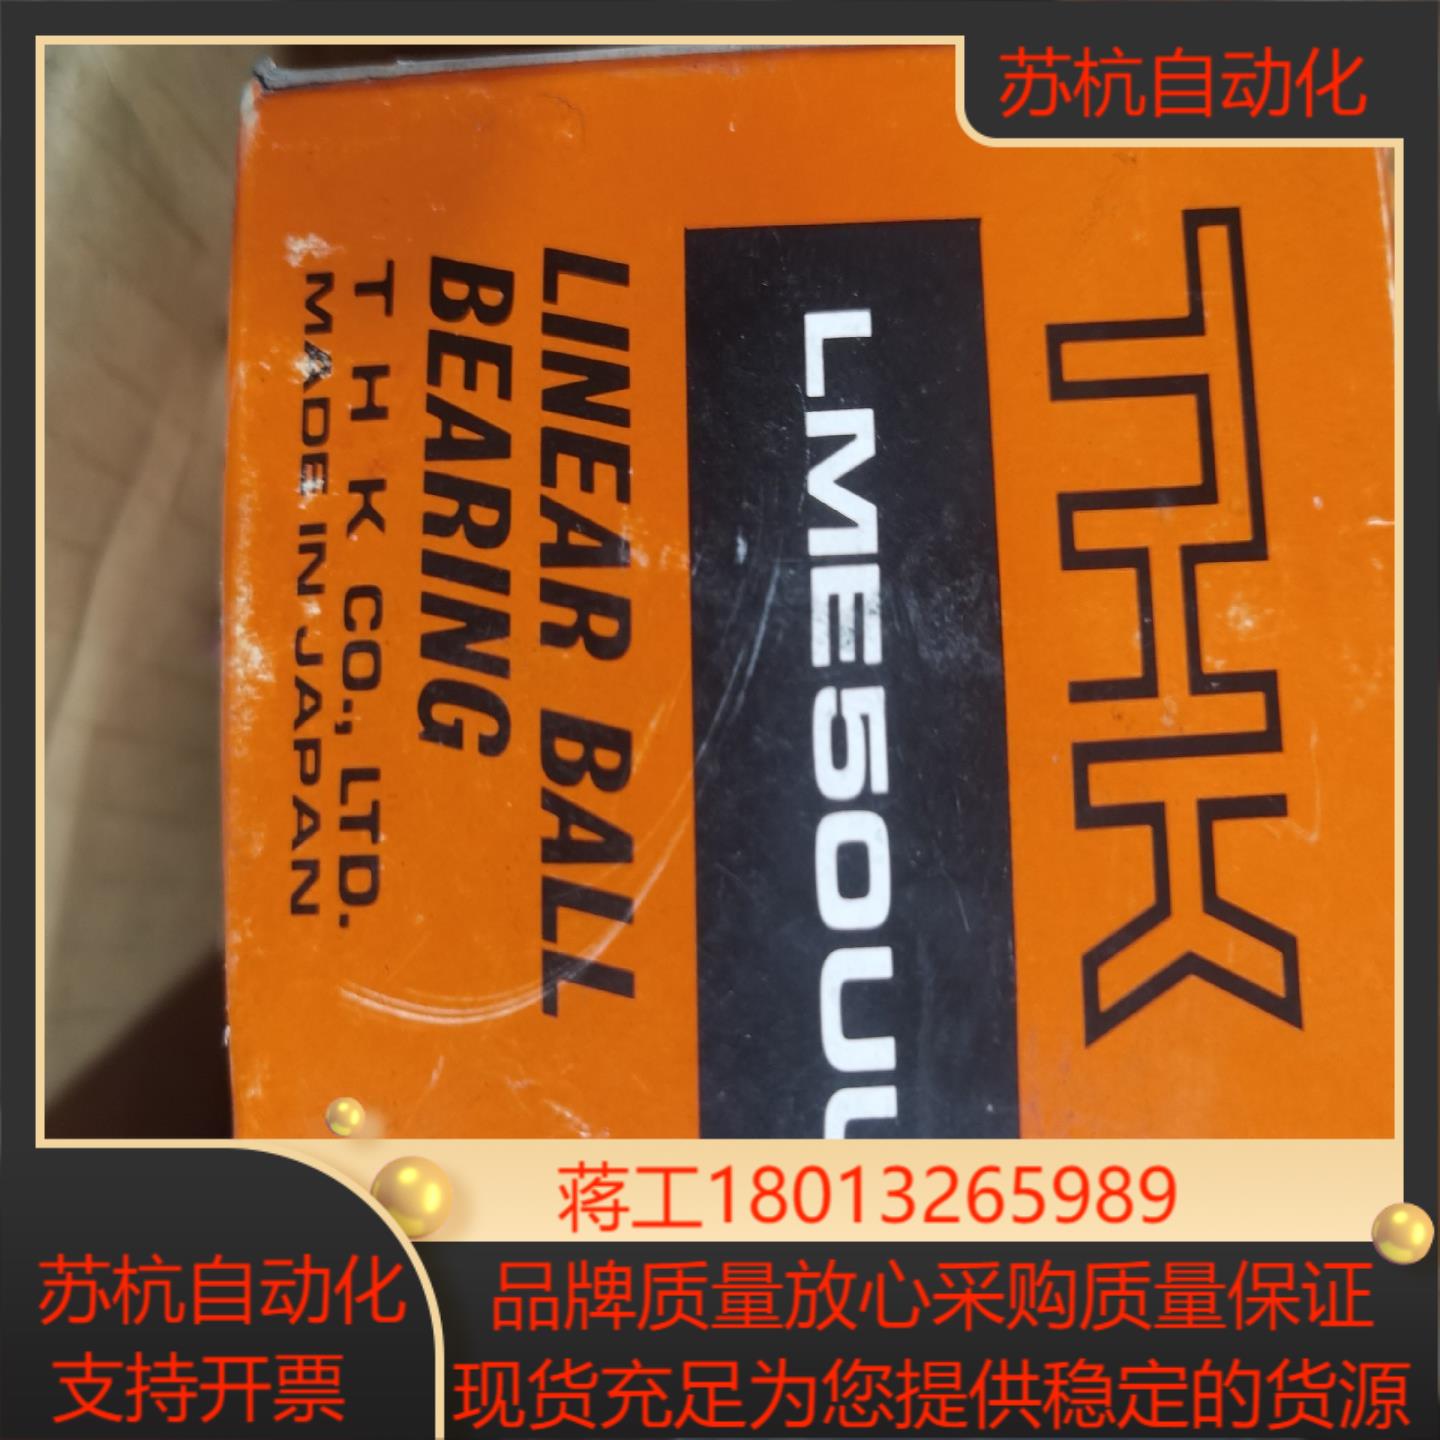 苏杭自动化
THK
LME50UU
LINEAR BALL
BEARING
THK CO., LTD.
MADE IN JAPAN
蒋工18013265989
苏杭自动化
支持开票
品牌质量放心采购质量保证
现货充足为您提供稳定的货源